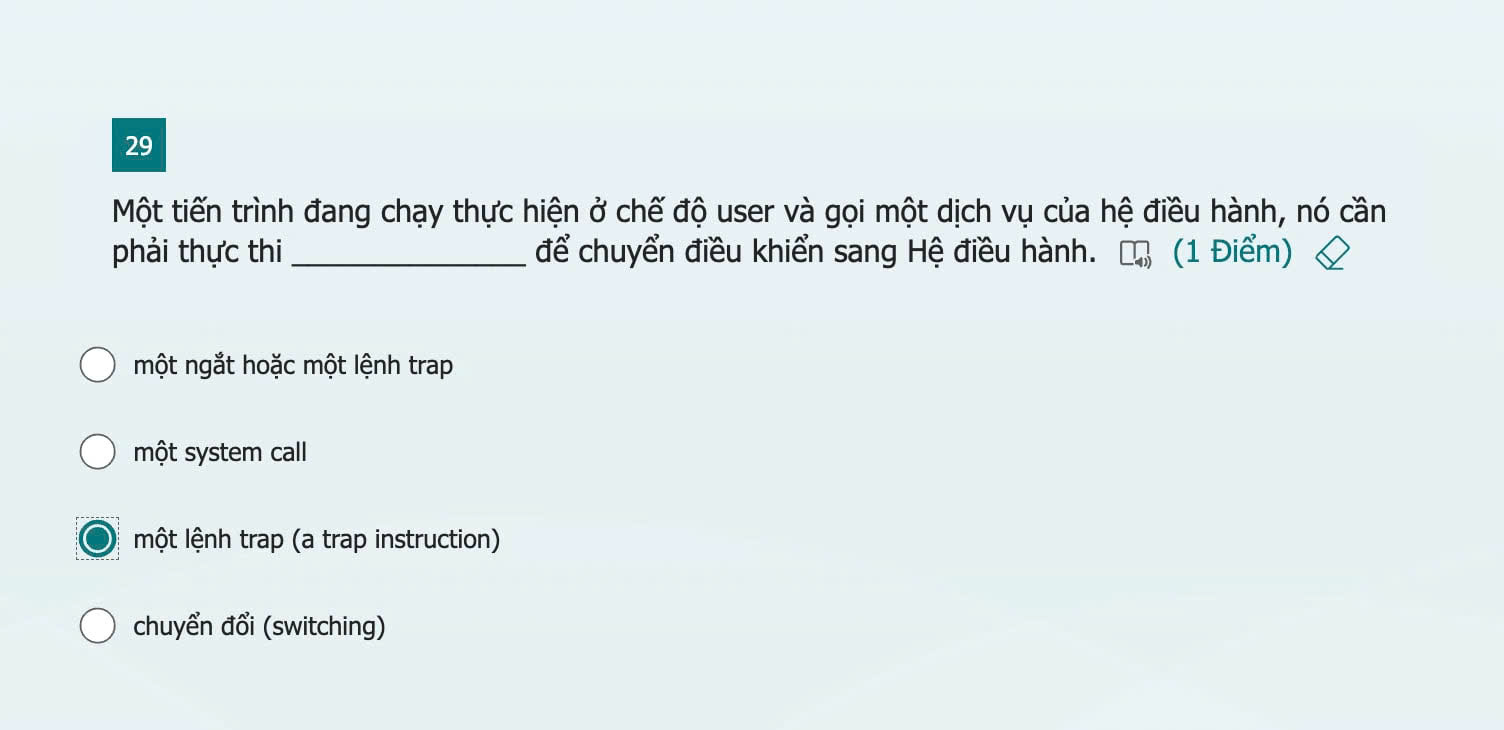 29
Một tiến trình đang chạy thực hiện ở chế độ user và gọi một dịch vụ của hệ điều hành, nó cần
phải thực thi ______________ để chuyển điều khiển sang Hệ điều hành. (1 Điểm)
một ngắt hoặc một lệnh trap
một system call
một lệnh trap (a trap instruction)
chuyển đổi (switching)